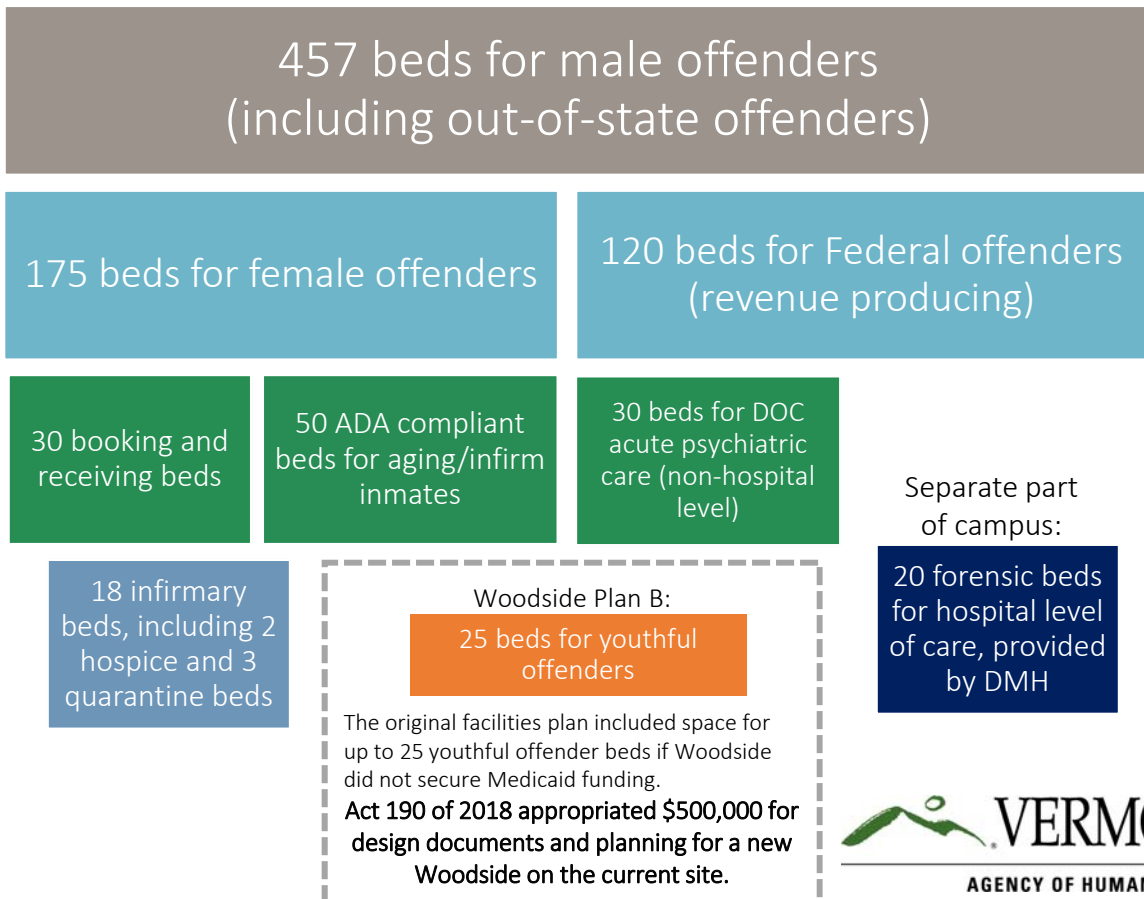 457 beds for male offenders
(including out-of-state offenders)
175 beds for female offenders
120 beds for Federal offenders
(revenue producing)
30 booking and
receiving beds
50 ADA compliant
beds for aging/infirm
inmates
30 beds for DOC
acute psychiatric
care (non-hospital
level)
Separate part
of campus:
20 forensic beds
for hospital level
of care, provided
by DMH
18 infirmary
beds, including 2
hospice and 3
quarantine beds
Woodside Plan B:
25 beds for youthful
offenders
The original facilities plan included space for
up to 25 youthful offender beds if Woodside
did not secure Medicaid funding.
Act 190 of 2018 appropriated $500,000 for
design documents and planning for a new
Woodside on the current site.
VERM
AGENCY OF HUMAN